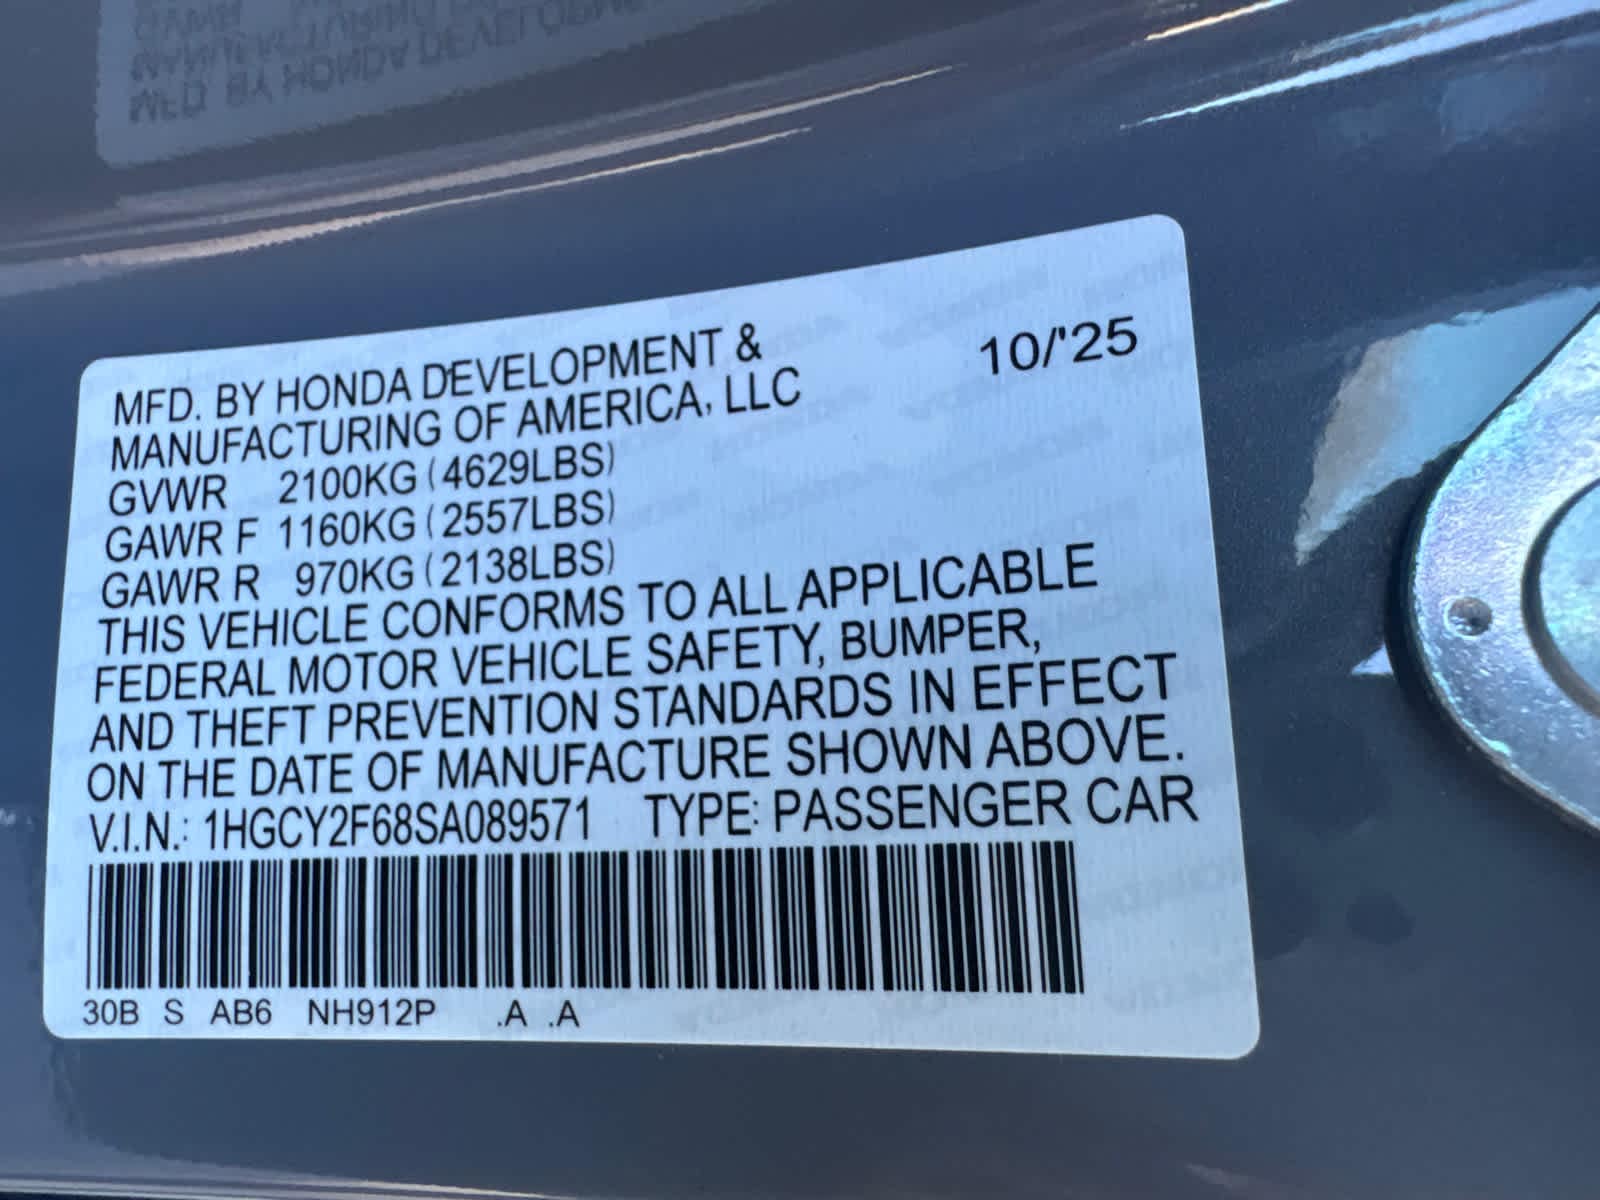 MFD. BY HONDA DEVELOPMENT &
MANUFACTURING OF AMERICA, LLC
10/'25
GVWR 2100KG (4629LBS)
GAWR F 1160KG (2557LBS)
GAWR R 970KG (2138LBS)
THIS VEHICLE CONFORMS TO ALL APPLICABLE
FEDERAL MOTOR VEHICLE SAFETY, BUMPER,
AND THEFT PREVENTION STANDARDS IN EFFECT
ON THE DATE OF MANUFACTURE SHOWN ABOVE.
V.I.N.: 1HGCY2F68SA089571 TYPE: PASSENGER CAR
30B S AB6 NH912P .A .A